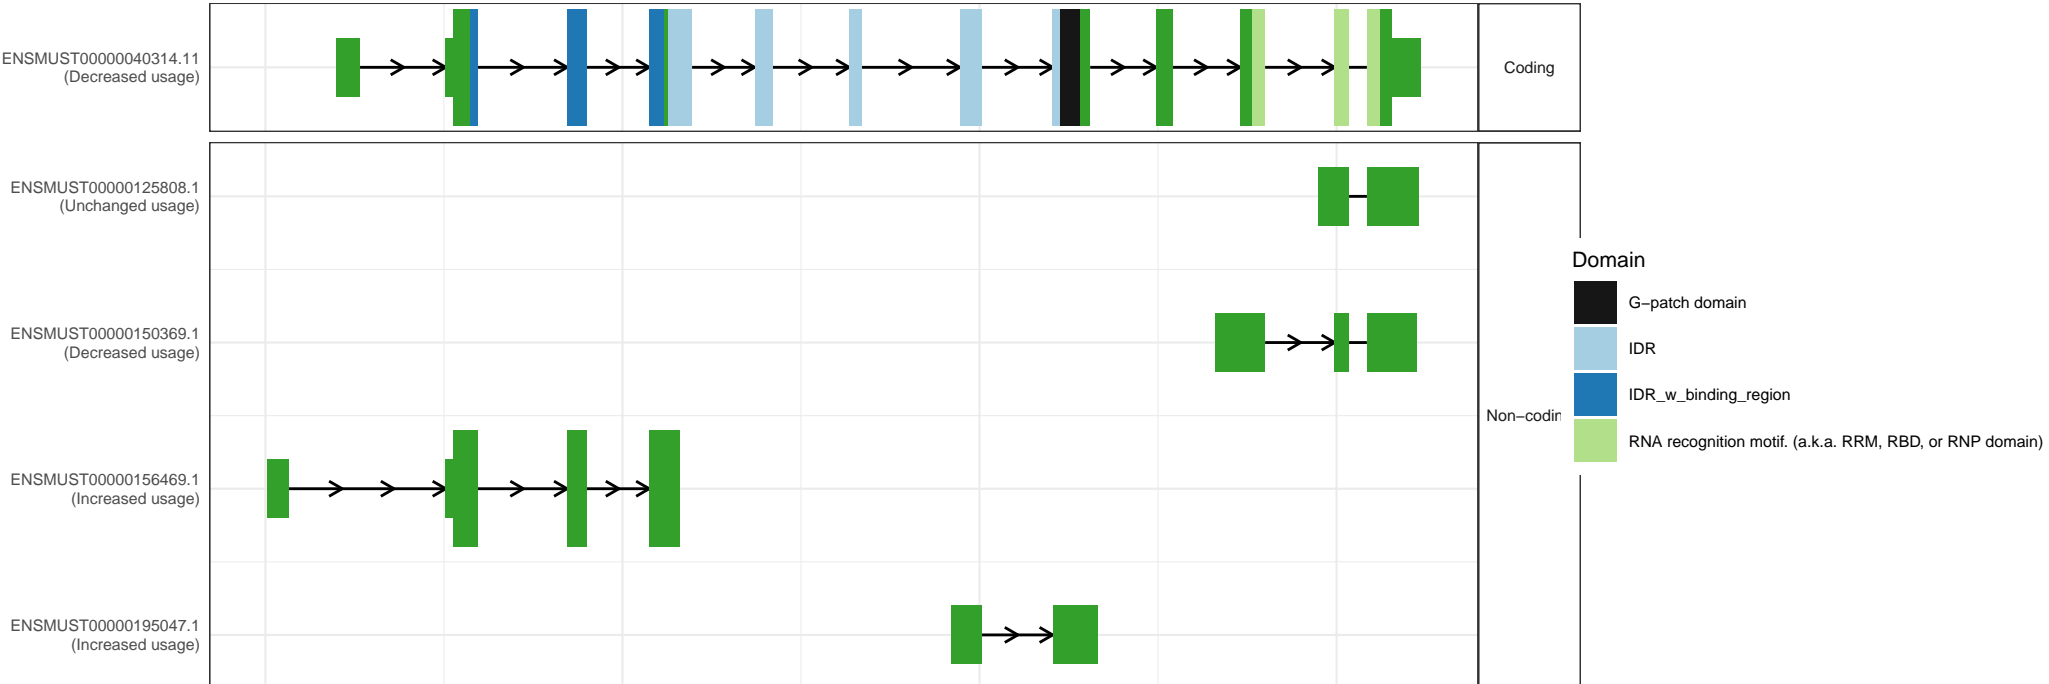 ENSMUST00000040314.11
(Decreased usage)
Coding
ENSMUST00000125808.1
(Unchanged usage)
ENSMUST00000150369.1
(Decreased usage)
ENSMUST00000156469.1
(Increased usage)
ENSMUST00000195047.1
(Increased usage)
Non−codin
Domain
G−patch domain
IDR
IDR_w_binding_region
RNA recognition motif. (a.k.a. RRM, RBD, or RNP domain)